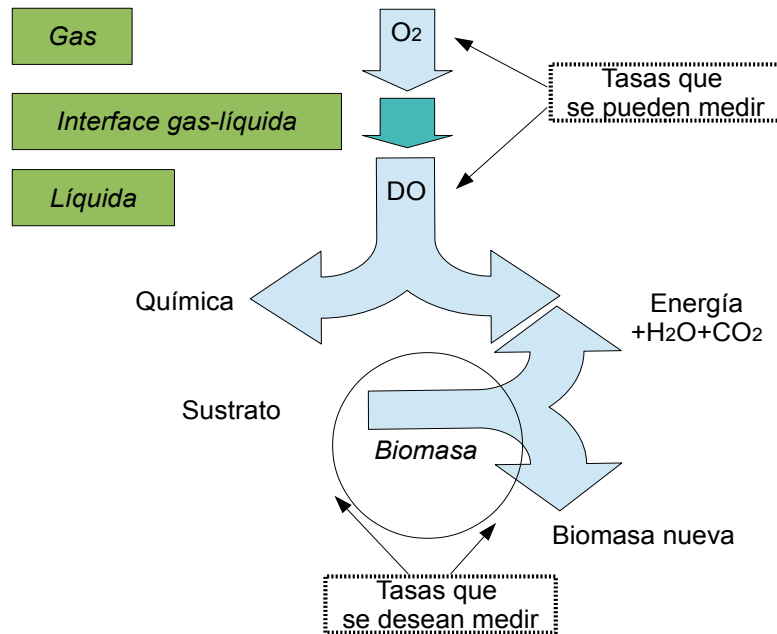 Gas
O2
Tasas que
se pueden medir
Interface gas-líquida
Líquida
DO
Química
Energía
+H2O+CO2
Sustrato
Biomasa
Biomasa nueva
Tasas que
se desean medir